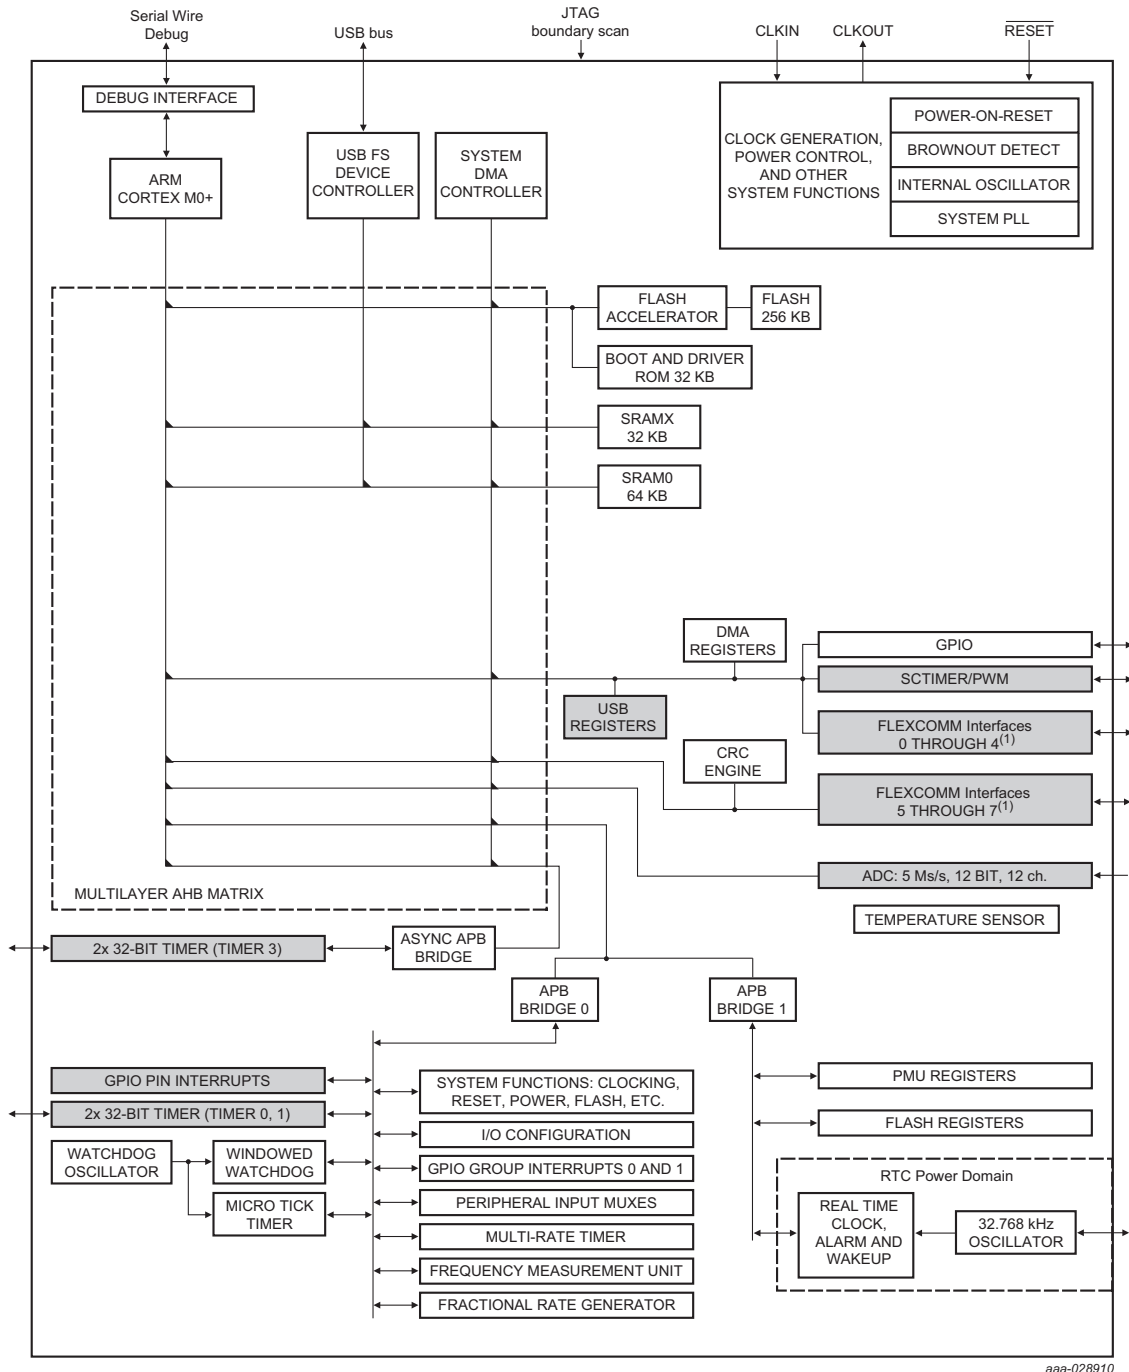 Serial Wire
Debug
USB bus
JTAG
boundary scan
CLKIN
CLKOUT
RESET
DEBUG INTERFACE
ARM
CORTEX M0+
USB FS
DEVICE
CONTROLLER
SYSTEM
DMA
CONTROLLER
CLOCK GENERATION,
POWER CONTROL,
AND OTHER
SYSTEM FUNCTIONS
POWER-ON-RESET
BROWNOUT DETECT
INTERNAL OSCILLATOR
SYSTEM PLL
FLASH
ACCELERATOR
FLASH
256 KB
BOOT AND DRIVER
ROM 32 KB
SRAMX
32 KB
SRAM0
64 KB
DMA
REGISTERS
GPIO
SCTIMER/PWM
USB
REGISTERS
FLEXCOMM Interfaces
0 THROUGH 4(1)
CRC
ENGINE
FLEXCOMM Interfaces
5 THROUGH 7(1)
ADC: 5 Ms/s, 12 BIT, 12 ch.
MULTILAYER AHB MATRIX
TEMPERATURE SENSOR
2x 32-BIT TIMER (TIMER 3)
ASYNC APB
BRIDGE
APB
BRIDGE 0
APB
BRIDGE 1
GPIO PIN INTERRUPTS
2x 32-BIT TIMER (TIMER 0, 1)
WATCHDOG
OSCILLATOR
WINDOWED
WATCHDOG
MICRO TICK
TIMER
SYSTEM FUNCTIONS: CLOCKING,
RESET, POWER, FLASH, ETC.
I/O CONFIGURATION
GPIO GROUP INTERRUPTS 0 AND 1
PERIPHERAL INPUT MUXES
MULTI-RATE TIMER
FREQUENCY MEASUREMENT UNIT
FRACTIONAL RATE GENERATOR
PMU REGISTERS
FLASH REGISTERS
RTC Power Domain
REAL TIME
CLOCK,
ALARM AND
WAKEUP
32.768 kHz
OSCILLATOR
aaa-028910